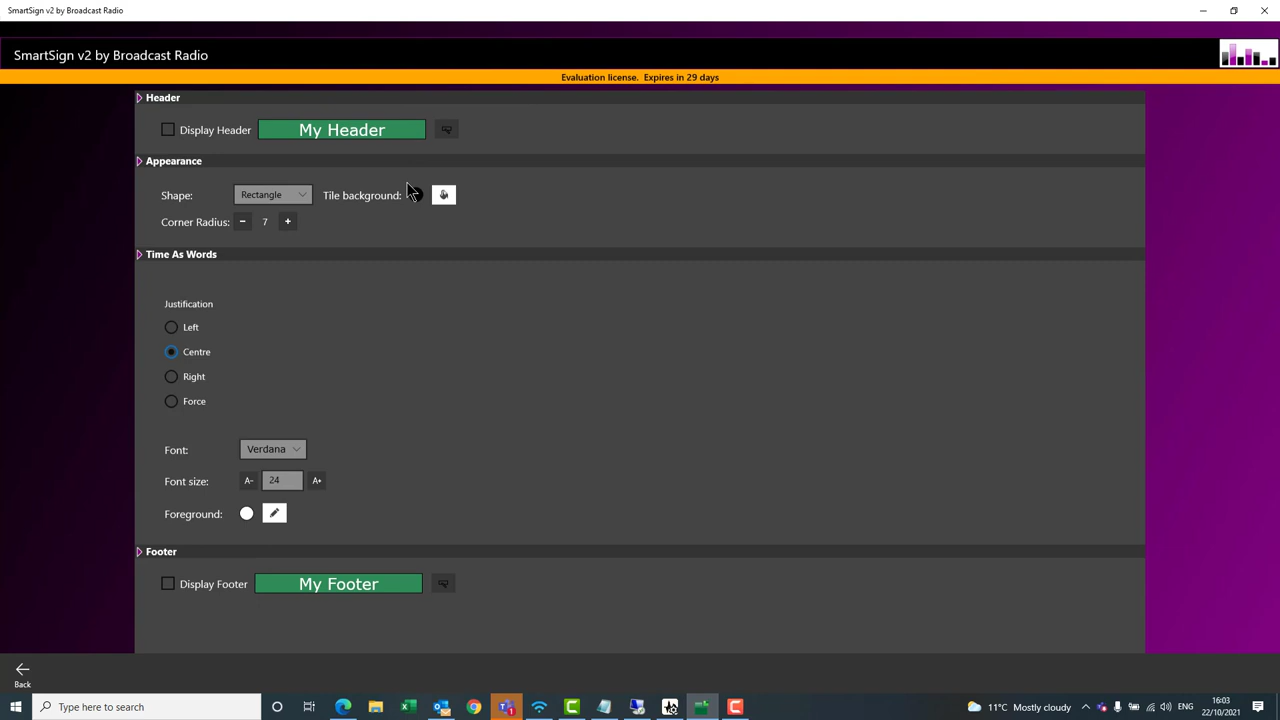 SmartSign v2 by Broadcast Radio
SmartSign v2 by Broadcast Radio
Evaluation license. Expires in 29 days
Header
Display Header My Header
Appearance
Shape: Rectangle Tile background:
Corner Radius: − 7 +
Time As Words
Justification
Left
Centre
Right
Force
Font: Verdana
Font size: A- 24 A+
Foreground:
Footer
Display Footer My Footer
Back
Type here to search
11°C Mostly cloudy
ENG
16:03
22/10/2021